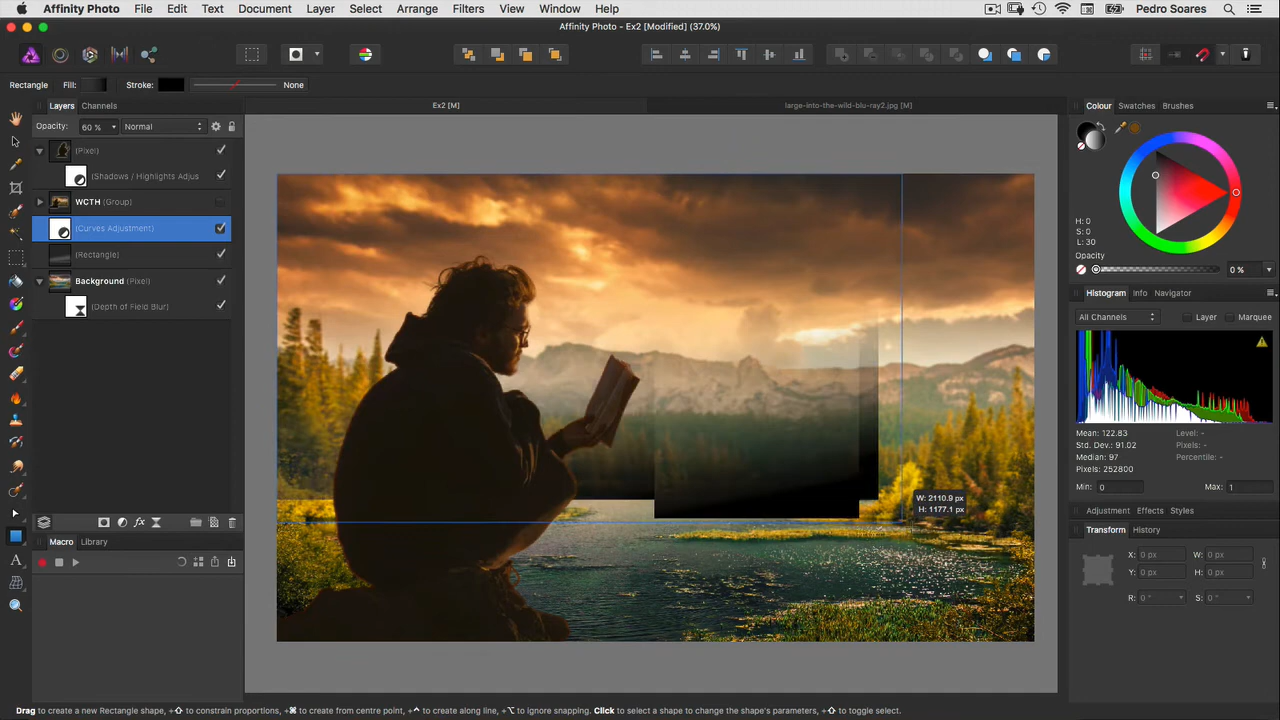 Affinity Photo File Edit Text Document Layer Select Arrange Filters View Window Help Pedro Soares
Affinity Photo - Ex2 [Modified] (37.0%)
Rectangle Fill: Stroke: None
Layers Channels
Ex2 [M] large-into-the-wild-blu-ray2.jpg [M]
Colour Swatches Brushes
Opacity: 60 % Normal
(Pixel)
(Shadows / Highlights Adjus
WCTH (Group)
(Curves Adjustment)
(Rectangle)
Background (Pixel)
(Depth of Field Blur)
H: 0
S: 0
L: 30
Opacity
0 %
Histogram Info Navigator
All Channels Layer Marquee
Mean: 122.83 Level: -
Std. Dev.: 91.02 Pixels: -
Median: 97 Percentile: -
Pixels: 252800
Min: 0 Max: 1
W: 2110.9 px
H: 1177.1 px
Adjustment Effects Styles
Transform History
X: 0 px W: 0 px
Y: 0 px H: 0 px
R: 0 ° S: 0 °
Macro Library
A
Drag to create a new Rectangle shape, +⇧ to constrain proportions, +⌘ to create from centre point, +⌃ to create along line, +⌥ to ignore snapping. Click to select a shape to change the shape's parameters, +⇧ to toggle select.